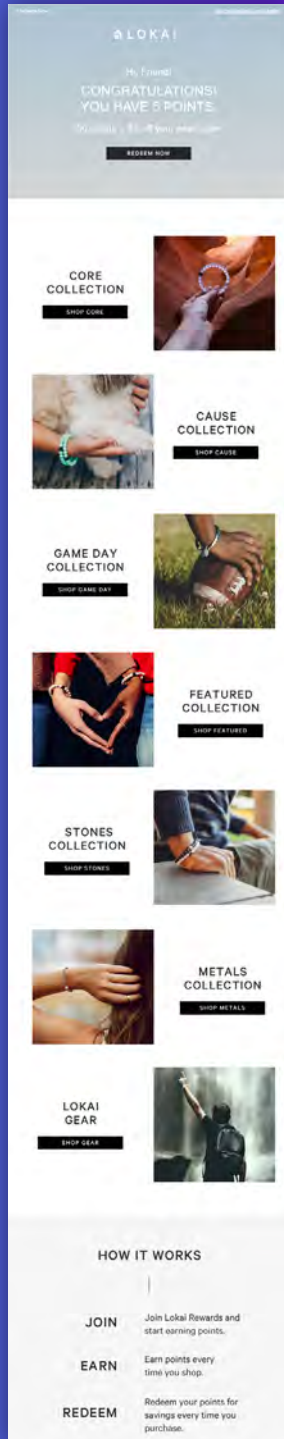 LOKAI
Hey Friend!
CONGRATULATIONS!
YOU HAVE 5 POINTS.
REDEEM NOW
CORE
COLLECTION
SHOP CORE
CAUSE
COLLECTION
SHOP CAUSE
GAME DAY
COLLECTION
SHOP GAME DAY
FEATURED
COLLECTION
SHOP FEATURED
STONES
COLLECTION
SHOP STONES
METALS
COLLECTION
SHOP METALS
LOKAI
GEAR
SHOP GEAR
HOW IT WORKS
JOIN
Join Lokai Rewards and
start earning points.
EARN
Earn points every
time you shop.
REDEEM
Redeem your points for
savings every time you
purchase.